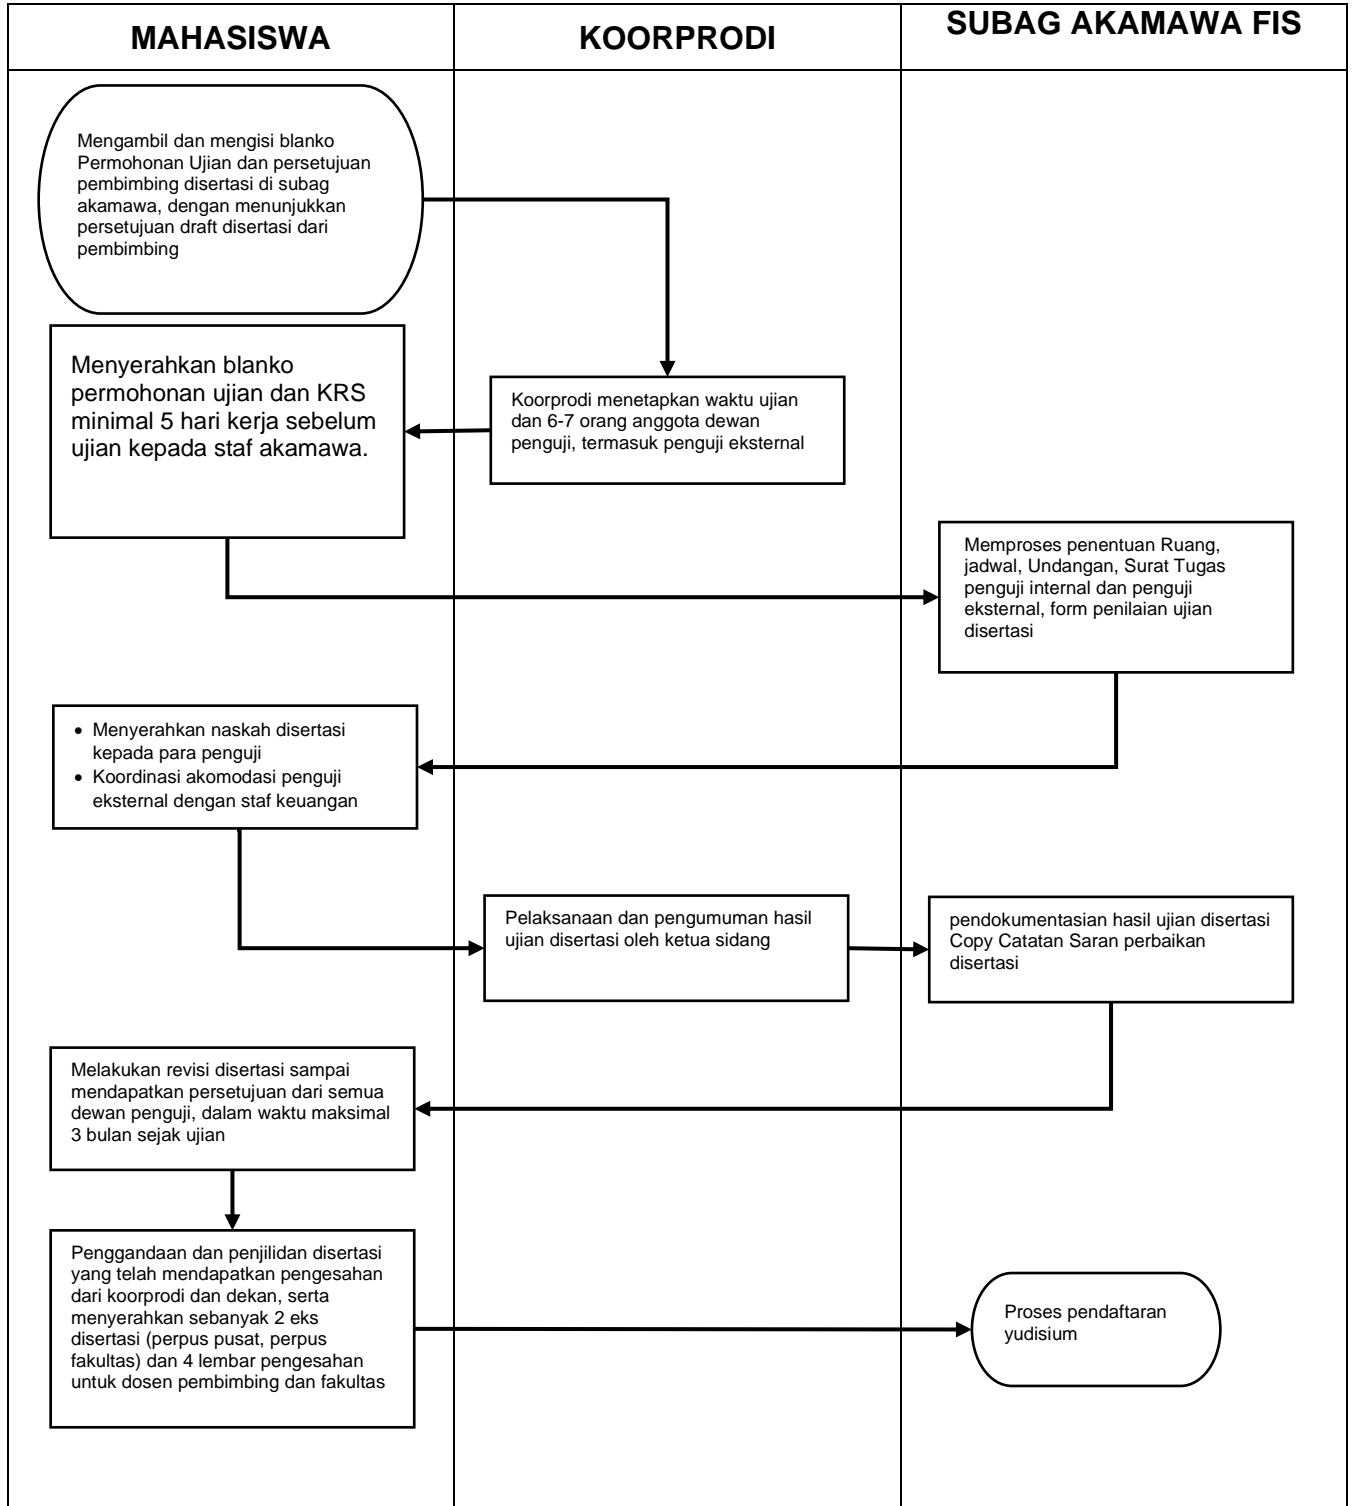 MAHASISWA
KOORPRODI
SUBAG AKAMAWA FIS
Mengambil dan mengisi blanko
Permohonan Ujian dan persetujuan
pembimbing disertasi di subag
akamawa, dengan menunjukkan
persetujuan draft disertasi dari
pembimbing
Koorprodi menetapkan waktu ujian
dan 6-7 orang anggota dewan
penguji, termasuk penguji eksternal
Menyerahkan blanko
permohonan ujian dan KRS
minimal 5 hari kerja sebelum
ujian kepada staf akamawa.
Memproses penentuan Ruang,
jadwal, Undangan, Surat Tugas
penguji internal dan penguji
eksternal, form penilaian ujian
disertasi
• Menyerahkan naskah disertasi
kepada para penguji
• Koordinasi akomodasi penguji
eksternal dengan staf keuangan
Pelaksanaan dan pengumuman hasil
ujian disertasi oleh ketua sidang
pendokumentasian hasil ujian disertasi
Copy Catatan Saran perbaikan
disertasi
Melakukan revisi disertasi sampai
mendapatkan persetujuan dari semua
dewan penguji, dalam waktu maksimal
3 bulan sejak ujian
Penggandaan dan penjilidan disertasi
yang telah mendapatkan pengesahan
dari koorprodi dan dekan, serta
menyerahkan sebanyak 2 eks
disertasi (perpus pusat, perpus
fakultas) dan 4 lembar pengesahan
untuk dosen pembimbing dan fakultas
Proses pendaftaran
yudisium